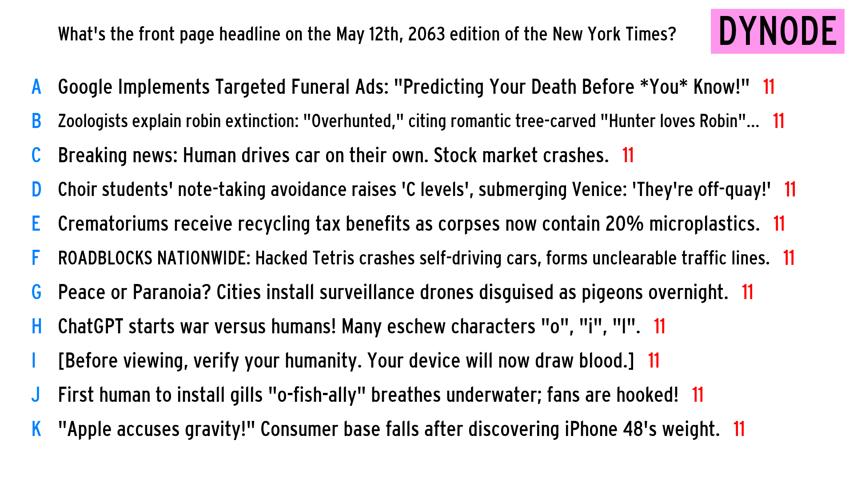 What's the front page headline on the May 12th, 2063 edition of the New York Times? DYNODE
A Google Implements Targeted Funeral Ads: "Predicting Your Death Before *You* Know!" 11
B Zoologists explain robin extinction: "Overhunted," citing romantic tree-carved "Hunter loves Robin"... 11
C Breaking news: Human drives car on their own. Stock market crashes. 11
D Choir students' note-taking avoidance raises 'C levels', submerging Venice: 'They're off-quay!' 11
E Crematoriums receive recycling tax benefits as corpses now contain 20% microplastics. 11
F ROADBLOCKS NATIONWIDE: Hacked Tetris crashes self-driving cars, forms unclearable traffic lines. 11
G Peace or Paranoia? Cities install surveillance drones disguised as pigeons overnight. 11
H ChatGPT starts war versus humans! Many eschew characters "o", "i", "l". 11
I [Before viewing, verify your humanity. Your device will now draw blood.] 11
J First human to install gills "o-fish-ally" breathes underwater; fans are hooked! 11
K "Apple accuses gravity!" Consumer base falls after discovering iPhone 48's weight. 11